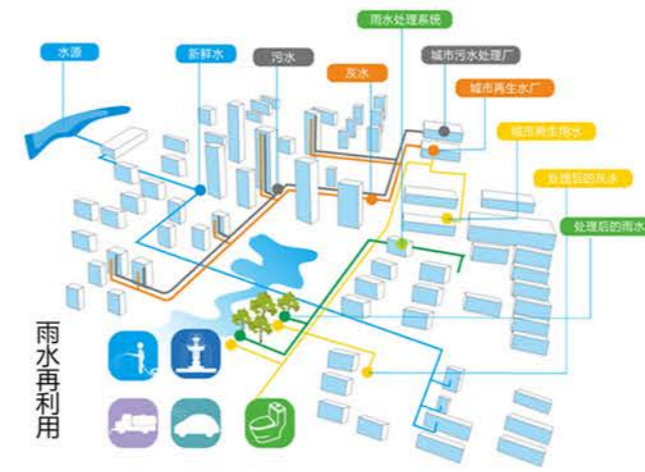 雨水处理系统
水源
新鲜水
污水
城市污水处理厂
灰水
城市再生水厂
城市再生用水
处理后的灰水
处理后的雨水
雨水再利用